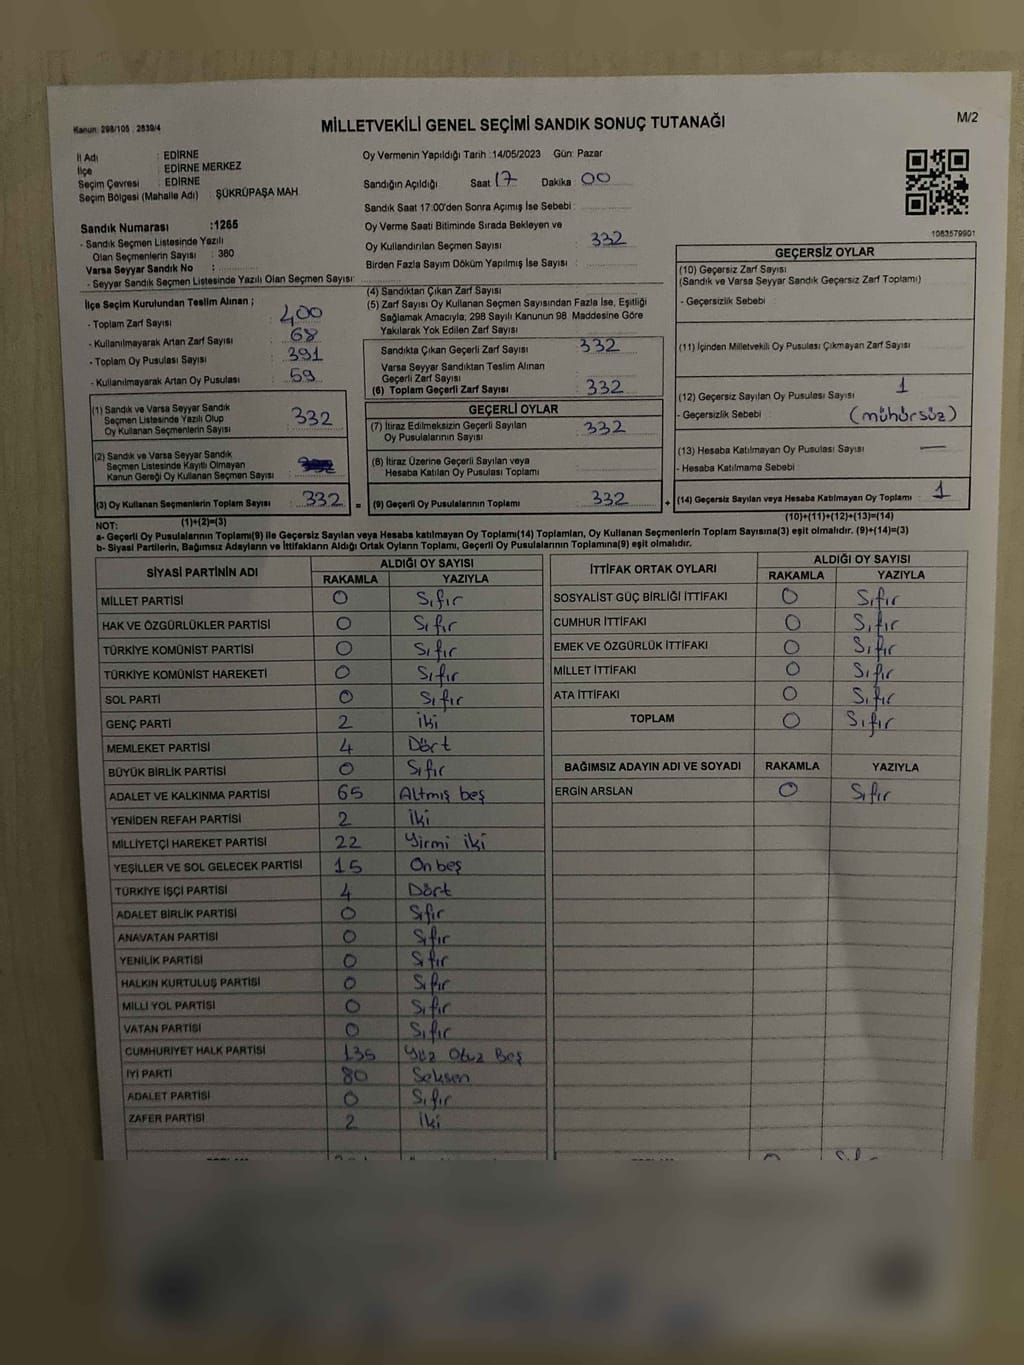 Kanun: 298/105 . 2839/4
MİLLETVEKİLİ GENEL SEÇİMİ SANDIK SONUÇ TUTANAĞI
M/2
İl Adı : EDİRNE
İlçe : EDİRNE MERKEZ
Seçim Çevresi : EDİRNE
Seçim Bölgesi (Mahalle Adı) : ŞÜKRÜPAŞA MAH.
Oy Vermenin Yapıldığı Tarih :14/05/2023 Gün: Pazar
Sandığın Açıldığı Saat 17 Dakika 00
Sandık Saat 17:00'den Sonra Açımış İse Sebebi :
1083579901
Sandık Numarası :1265
- Sandık Seçmen Listesinde Yazılı
Olan Seçmenlerin Sayısı : 380
Varsa Seyyar Sandık No :
- Seyyar Sandık Seçmen Listesinde Yazılı Olan Seçmen Sayısı:
Oy Verme Saati Bitiminde Sırada Bekleyen ve
Oy Kullandırılan Seçmen Sayısı : 332
Birden Fazla Sayım Döküm Yapılmış İse Sayısı :
İlçe Seçim Kurulundan Teslim Alınan ;
- Toplam Zarf Sayısı : 400
- Kullanılmayarak Artan Zarf Sayısı : 68
- Toplam Oy Pusulası Sayısı : 391
- Kullanılmayarak Artan Oy Pusulası : 59
(4) Sandıktan Çıkan Zarf Sayısı :
(5) Zarf Sayısı Oy Kullanan Seçmen Sayısından Fazla İse, Eşitliği
Sağlamak Amacıyla; 298 Sayılı Kanunun 98. Maddesine Göre
Yakılarak Yok Edilen Zarf Sayısı :
Sandıkta Çıkan Geçerli Zarf Sayısı : 332
Varsa Seyyar Sandıktan Teslim Alınan
Geçerli Zarf Sayısı :
(6) Toplam Geçerli Zarf Sayısı : 332
GEÇERSİZ OYLAR
(10) Geçersiz Zarf Sayısı
(Sandık ve Varsa Seyyar Sandık Geçersiz Zarf Toplamı) :
- Geçersizlik Sebebi :
(11) İçinden Milletvekili Oy Pusulası Çıkmayan Zarf Sayısı :
(12) Geçersiz Sayılan Oy Pusulası Sayısı : 1
- Geçersizlik Sebebi : (mühürsüz)
(13) Hesaba Katılmayan Oy Pusulası Sayısı : —
- Hesaba Katılmama Sebebi :
(14) Geçersiz Sayılan veya Hesaba Katılmayan Oy Toplamı : 1
(10)+(11)+(12)+(13)=(14)
(1) Sandık ve Varsa Seyyar Sandık
Seçmen Listesinde Yazılı Olup
Oy Kullanan Seçmenlerin Sayısı : 332
(2) Sandık ve Varsa Seyyar Sandık
Seçmen Listesinde Kayıtlı Olmayan
Kanun Gereği Oy Kullanan Seçmen Sayısı :
(3) Oy Kullanan Seçmenlerin Toplam Sayısı : 332 =
(1)+(2)=(3)
GEÇERLİ OYLAR
(7) İtiraz Edilmeksizin Geçerli Sayılan
Oy Pusulalarının Sayısı : 332
(8) İtiraz Üzerine Geçerli Sayılan veya
Hesaba Katılan Oy Pusulası Toplamı :
(9) Geçerli Oy Pusulalarının Toplamı : 332 +
NOT:
a- Geçerli Oy Pusulalarının Toplamı(9) ile Geçersiz Sayılan veya Hesaba katılmayan Oy Toplamı(14) Toplamları, Oy Kullanan Seçmenlerin Toplam Sayısına(3) eşit olmalıdır. (9)+(14)=(3)
b- Siyasi Partilerin, Bağımsız Adayların ve İttifakların Aldığı Ortak Oyların Toplamı, Geçerli Oy Pusulalarının Toplamına(9) eşit olmalıdır.
SİYASİ PARTİNİN ADI ALDIĞI OY SAYISI
RAKAMLA YAZIYLA
MİLLET PARTİSİ 0 Sıfır
HAK VE ÖZGÜRLÜKLER PARTİSİ 0 Sıfır
TÜRKİYE KOMÜNİST PARTİSİ 0 Sıfır
TÜRKİYE KOMÜNİST HAREKETİ 0 Sıfır
SOL PARTİ 0 Sıfır
GENÇ PARTİ 2 iki
MEMLEKET PARTİSİ 4 Dört
BÜYÜK BİRLİK PARTİSİ 0 Sıfır
ADALET VE KALKINMA PARTİSİ 65 Altmış beş
YENİDEN REFAH PARTİSİ 2 iki
MİLLİYETÇİ HAREKET PARTİSİ 22 Yirmi iki
YEŞİLLER VE SOL GELECEK PARTİSİ 15 On beş
TÜRKİYE İŞÇİ PARTİSİ 4 Dört
ADALET BİRLİK PARTİSİ 0 Sıfır
ANAVATAN PARTİSİ 0 Sıfır
YENİLİK PARTİSİ 0 Sıfır
HALKIN KURTULUŞ PARTİSİ 0 Sıfır
MİLLİ YOL PARTİSİ 0 Sıfır
VATAN PARTİSİ 0 Sıfır
CUMHURİYET HALK PARTİSİ 135 Yüz Otuz Beş
İYİ PARTİ 80 Seksen
ADALET PARTİSİ 0 Sıfır
ZAFER PARTİSİ 2 iki
İTTİFAK ORTAK OYLARI ALDIĞI OY SAYISI
RAKAMLA YAZIYLA
SOSYALİST GÜÇ BİRLİĞİ İTTİFAKI 0 Sıfır
CUMHUR İTTİFAKI 0 Sıfır
EMEK VE ÖZGÜRLÜK İTTİFAKI 0 Sıfır
MİLLET İTTİFAKI 0 Sıfır
ATA İTTİFAKI 0 Sıfır
TOPLAM 0 Sıfır
BAĞIMSIZ ADAYIN ADI VE SOYADI RAKAMLA YAZIYLA
ERGİN ARSLAN 0 Sıfır